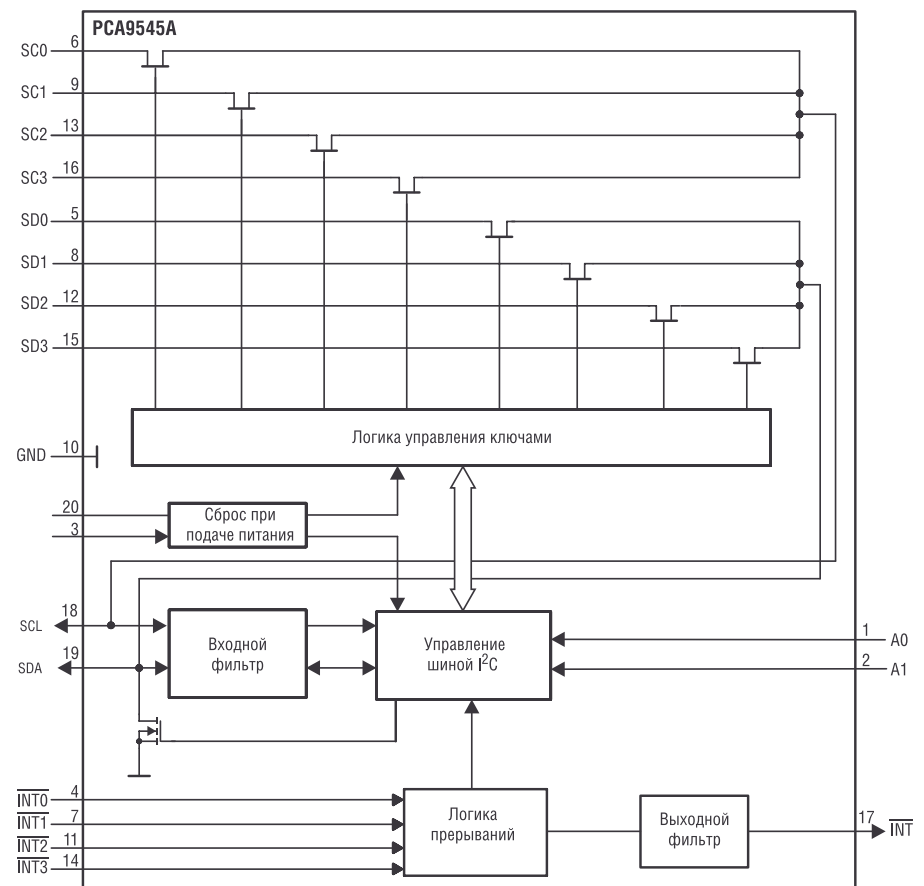 PCA9545A
SC0 6
SC1 9
SC2 13
SC3 16
SD0 5
SD1 8
SD2 12
SD3 15
Логика управления ключами
GND 10
20
3
Сброс при
подаче питания
SCL 18
SDA 19
Входной
фильтр
Управление
шиной I²C
1 A0
2 A1
INT0 4
INT1 7
INT2 11
INT3 14
Логика
прерываний
Выходной
фильтр
17 INT